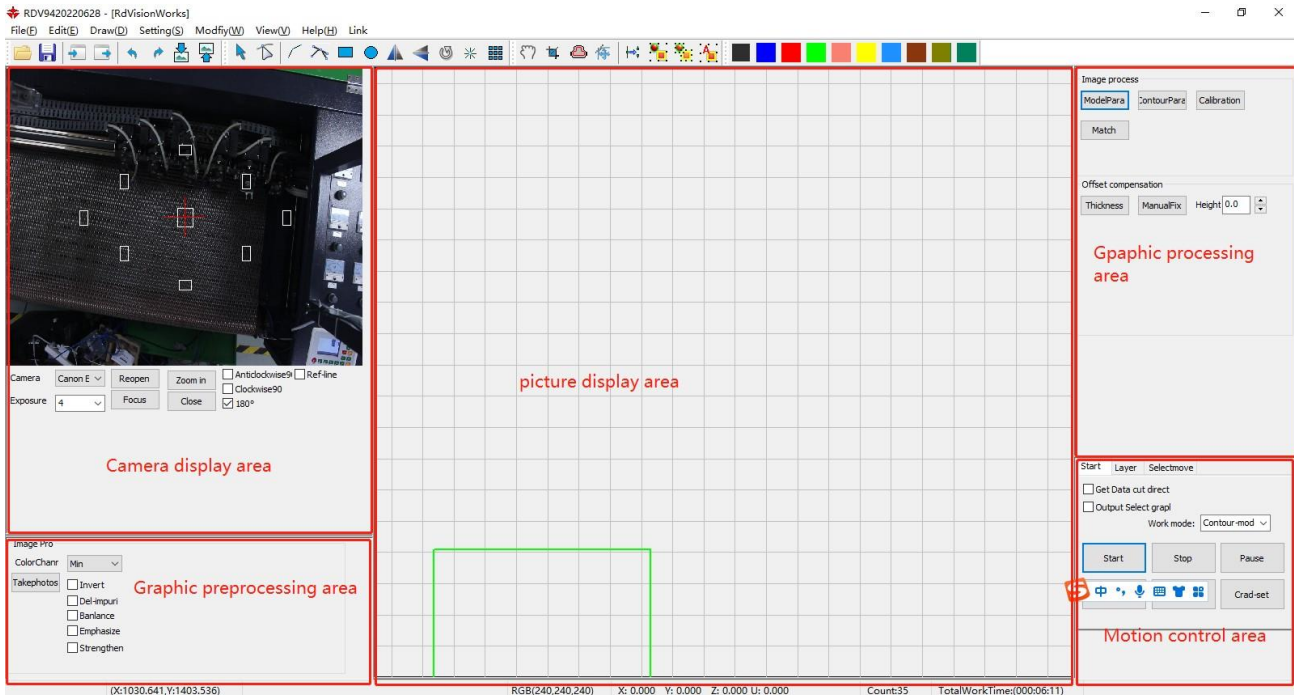 RDV9420220628 - [RdVisionWorks]
File(F) Edit(E) Draw(D) Setting(S) Modfiy(W) View(V) Help(H) Link
Camera Canon E Reopen Zoom in Anticlockwise9 Ref-line
Clockwise90
Exposure 4 Focus Close 180°
Camera display area
Image Pro
ColorChanr Min
Takephotos Invert
Del-impuri
Banlance
Emphasize
Strengthen
Graphic preprocessing area
picture display area
Image process
ModelPara ContourPara Calibration
Match
Offset compensation
Thickness ManualFix Height 0.0
Gpaphic processing
area
Start Layer Selectmove
Get Data cut direct
Output Select grapl
Work mode: Contour-mod
Start Stop Pause
中 Crad-set
Motion control area
(X:1030.641,Y:1403.536) RGB(240,240,240) X: 0.000 Y: 0.000 Z: 0.000 U: 0.000 Count:35 TotalWorkTime:(000:06:11)